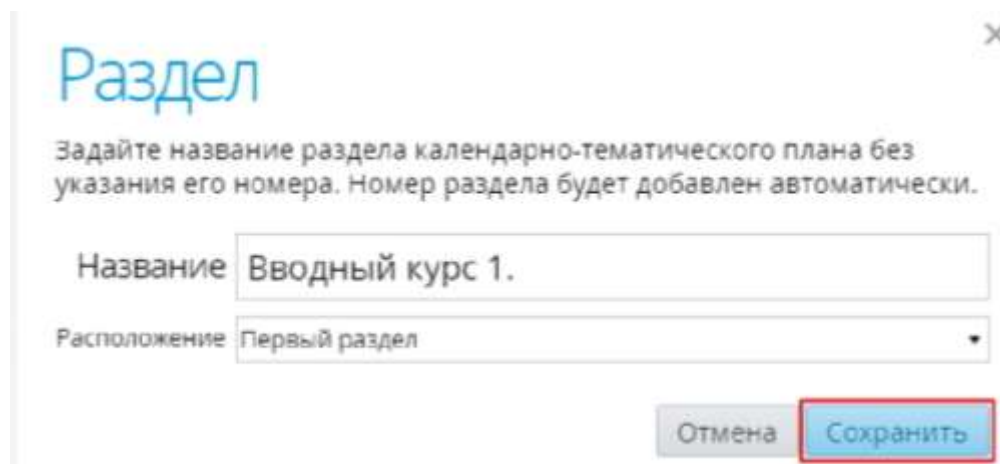 Раздел
Задайте название раздела календарно-тематического плана без
указания его номера. Номер раздела будет добавлен автоматически.
Название Вводный курс 1.
Расположение Первый раздел
Отмена Сохранить